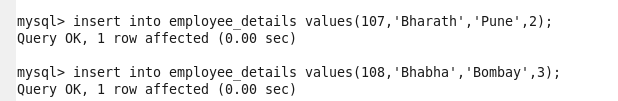 mysql> insert into employee_details values(107,'Bharath','Pune',2);
Query OK, 1 row affected (0.00 sec)
mysql> insert into employee_details values(108,'Bhabha','Bombay',3);
Query OK, 1 row affected (0.00 sec)